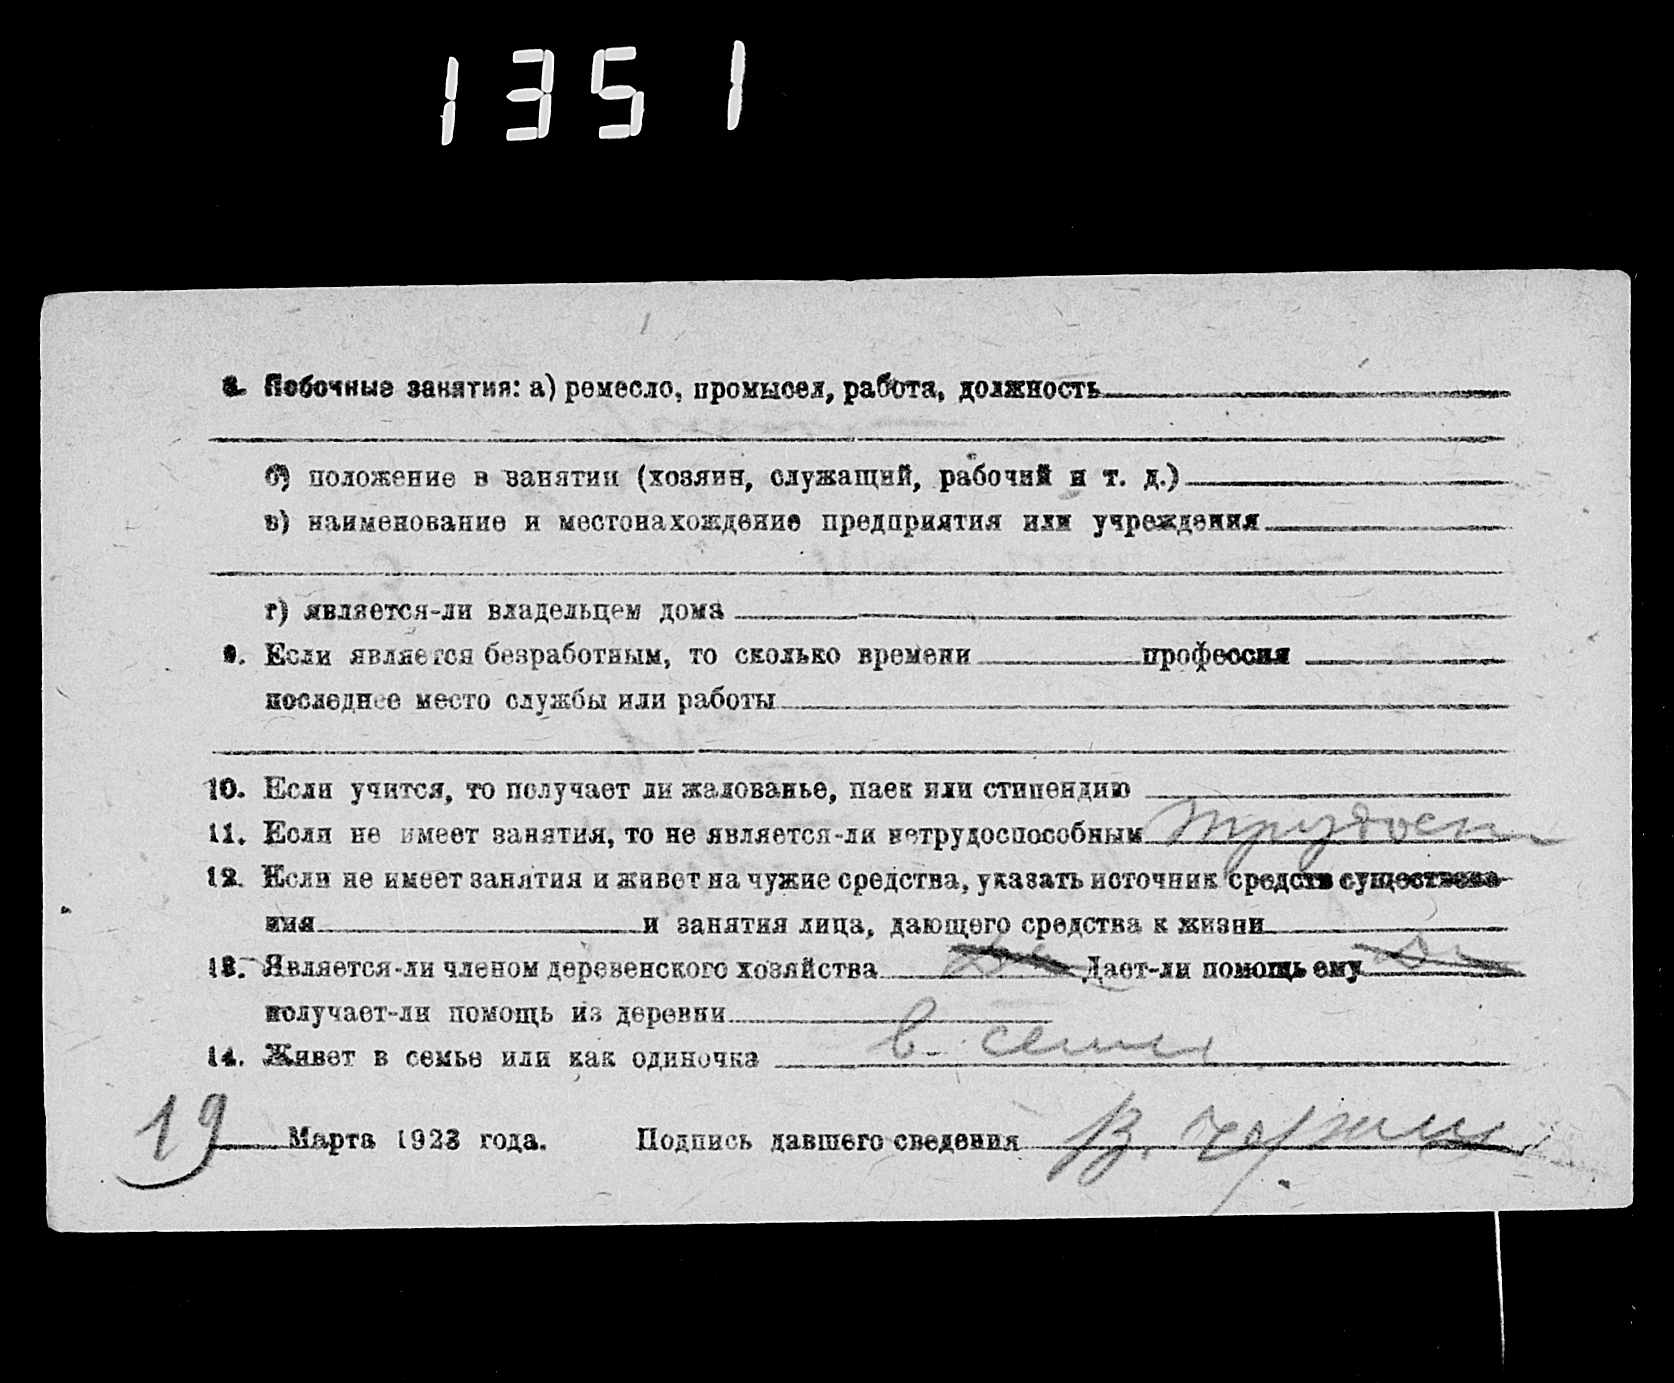 1351
8. Побочные занятия: а) ремесло, промысел, работа, должность
б) положение в занятии (хозяин, служащий, рабочий и т. д.)
в) наименование и местонахождение предприятия или учреждения
г) является-ли владельцем дома
9. Если является безработным, то сколько времени профессия
последнее место службы или работы
10. Если учится, то получает ли жалованье, паек или стипендию
11. Если не имеет занятия, то не является-ли нетрудоспособным трудосп
12. Если не имеет занятия и живет на чужие средства, указать источник средств существова-
ния и занятия лица, дающего средства к жизни
13. Является-ли членом деревенского хозяйства Дает-ли помощь ему
получает-ли помощь из деревни
14. Живет в семье или как одиночка в семье
19 Марта 1923 года. Подпись давшего сведения В.